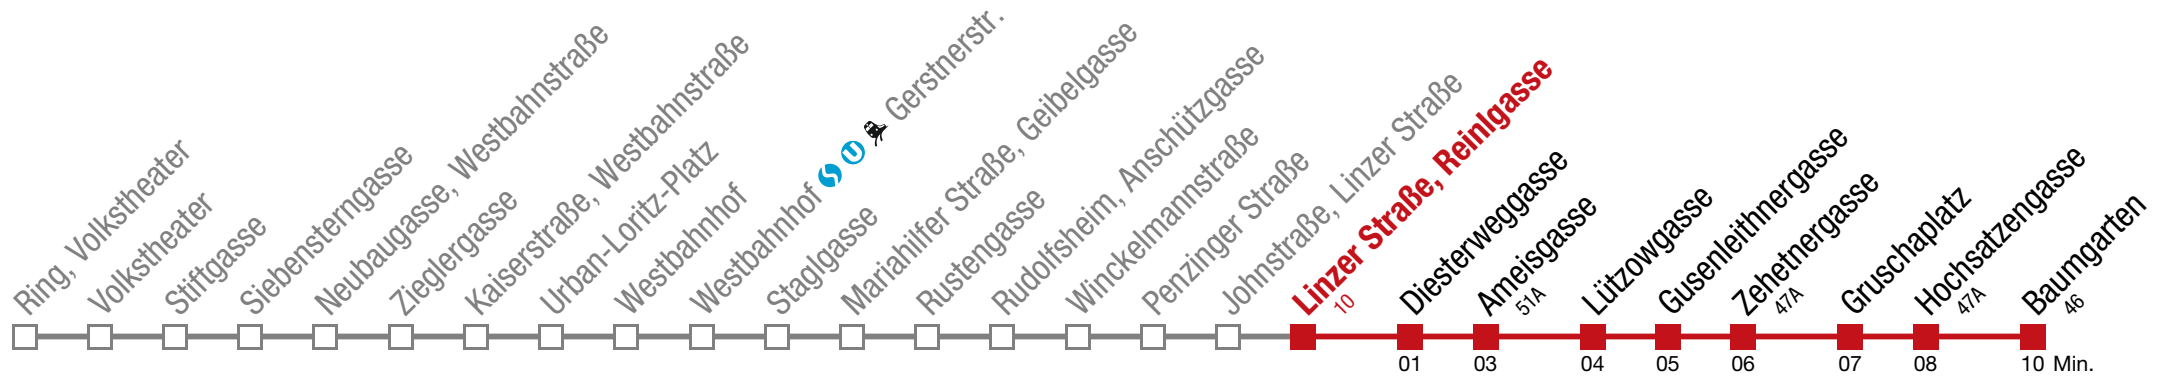 Ring, Volkstheater
Volkstheater
Stiftgasse
Siebensterngasse
Neubaugasse, Westbahnstraße
Zieglergasse
Kaiserstraße, Westbahnstraße
Urban-Loritz-Platz
Westbahnhof
Westbahnhof S U Gerstnerstr.
Staglgasse
Mariahilfer Straße, Geibelgasse
Rustengasse
Rudolfsheim, Anschützgasse
Winckelmannstraße
Penzinger Straße
Johnstraße, Linzer Straße
Linzer Straße, Reinlgasse
10
Diesterweggasse
Ameisgasse
51A
Lützowgasse
Gusenleithnergasse
Zehetnergasse
47A
Gruschaplatz
Hochsatzengasse
47A
Baumgarten
46
01 03 04 05 06 07 08 10 Min.